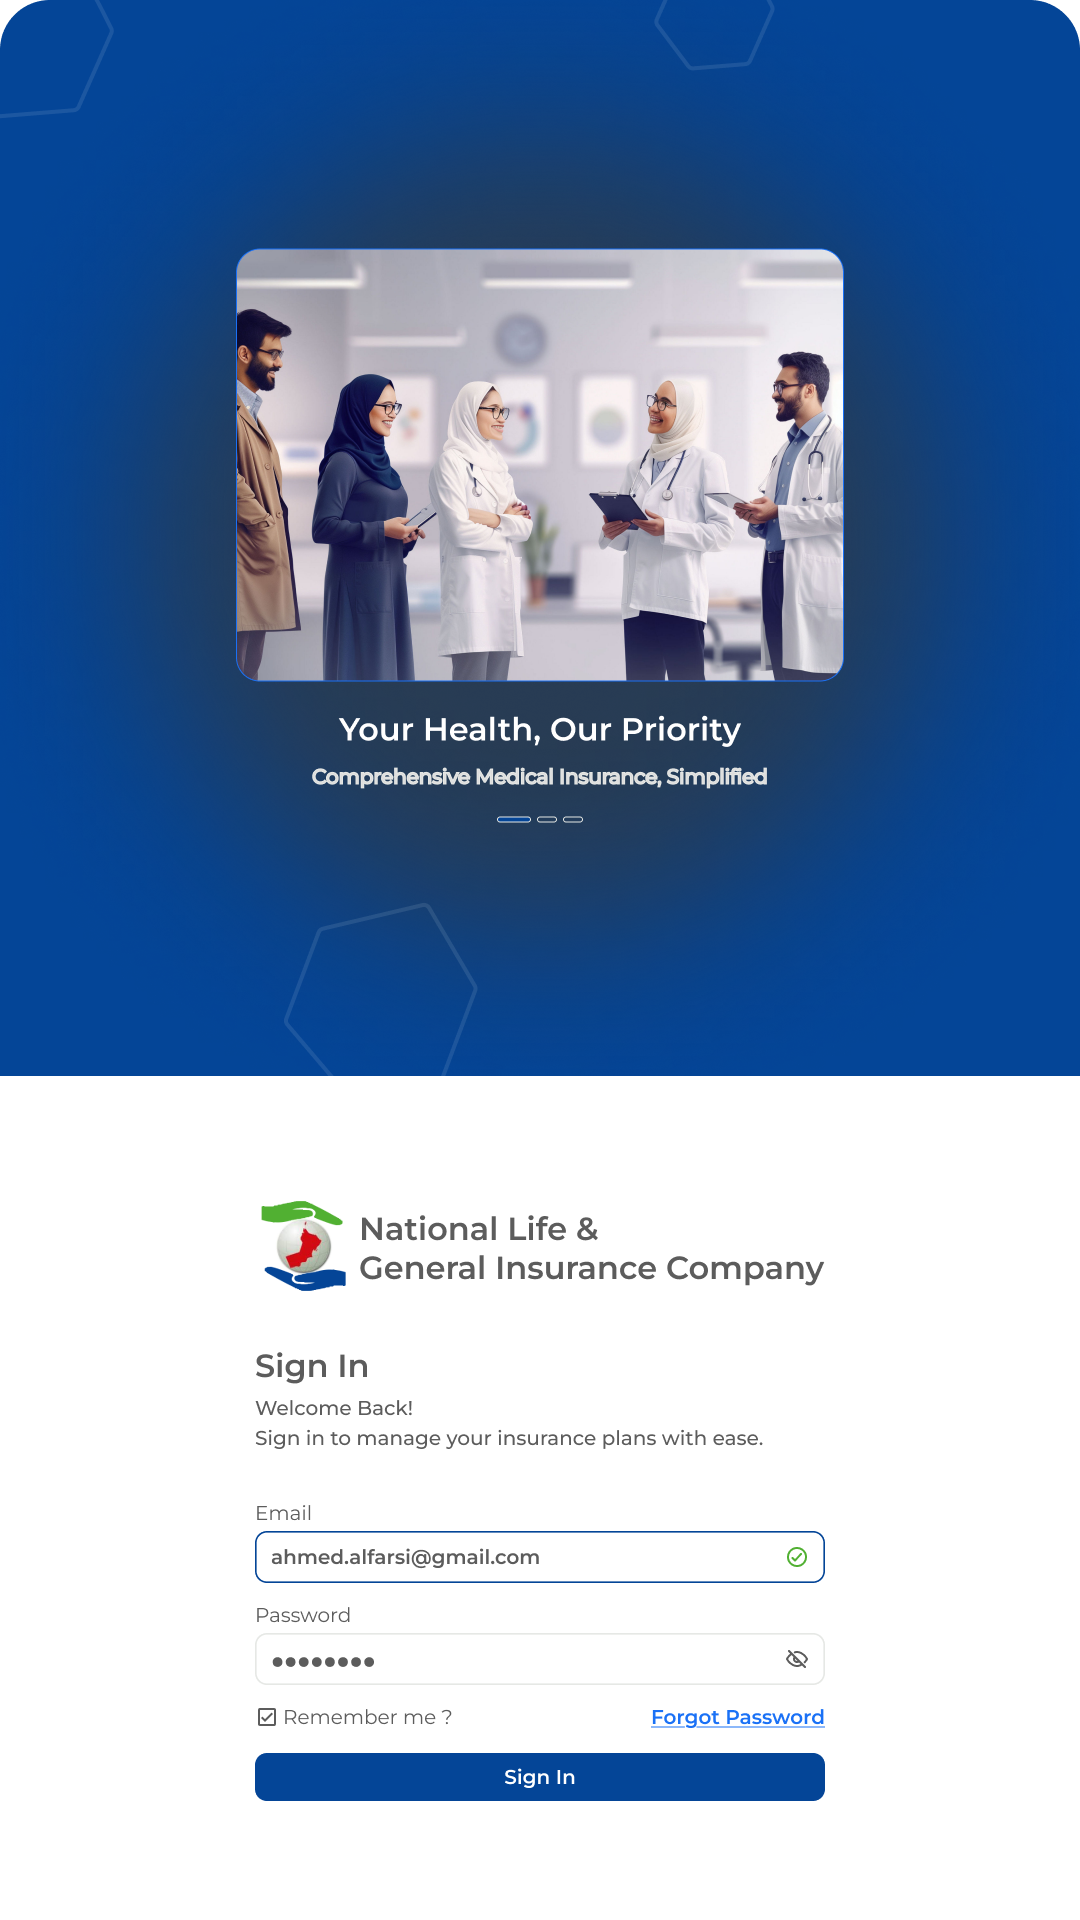 Your Health, Our Priority
Comprehensive Medical Insurance, Simplified
National Life &
General Insurance Company
Sign In
Welcome Back!
Sign in to manage your insurance plans with ease.
Email
ahmed.alfarsi@gmail.com
Password
●●●●●●●●
Remember me ?
Forgot Password
Sign In